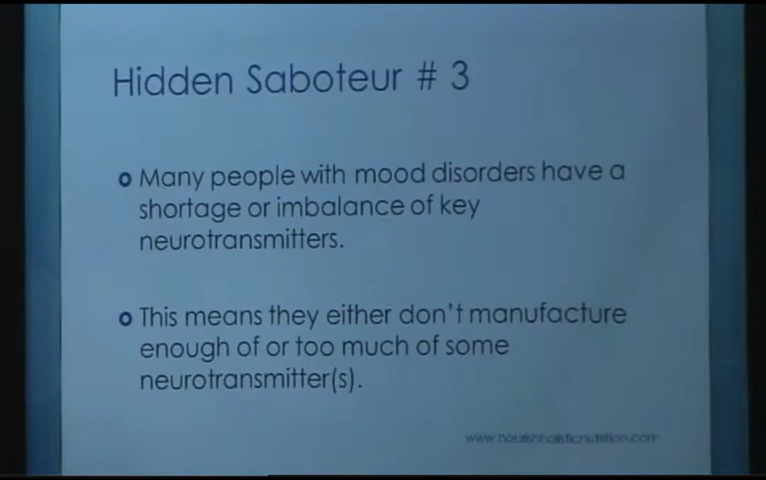 Hidden Saboteur # 3
Many people with mood disorders have a
shortage or imbalance of key
neurotransmitters.
This means they either don't manufacture
enough of or too much of some
neurotransmitter(s).
www.nourishholisticnutrition.com